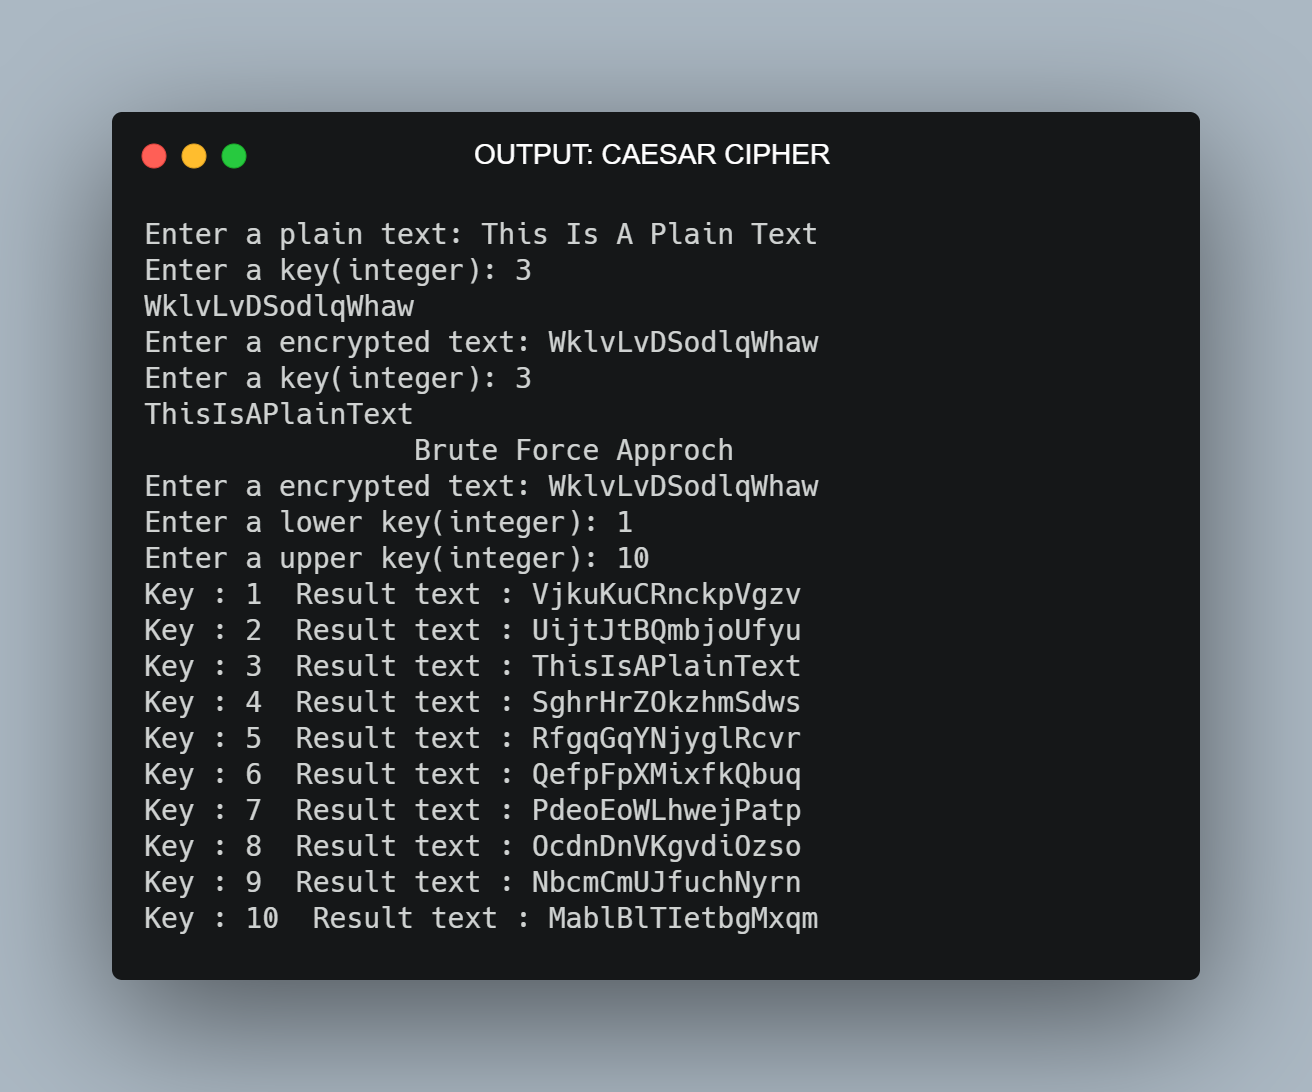 OUTPUT: CAESAR CIPHER
Enter a plain text: This Is A Plain Text
Enter a key(integer): 3
WklvLvDSodlqWhaw
Enter a encrypted text: WklvLvDSodlqWhaw
Enter a key(integer): 3
ThisIsAPlainText
Brute Force Approch
Enter a encrypted text: WklvLvDSodlqWhaw
Enter a lower key(integer): 1
Enter a upper key(integer): 10
Key : 1  Result text : VjkuKuCRnckpVgzv
Key : 2  Result text : UijtJtBQmbjoUfyu
Key : 3  Result text : ThisIsAPlainText
Key : 4  Result text : SghrHrZOkzhmSdws
Key : 5  Result text : RfgqGqYNjyglRcvr
Key : 6  Result text : QefpFpXMixfkQbuq
Key : 7  Result text : PdeoEoWLhwejPatp
Key : 8  Result text : OcdnDnVKgvdiOzso
Key : 9  Result text : NbcmCmUJfuchNyrn
Key : 10  Result text : MablBlTIetbgMxqm